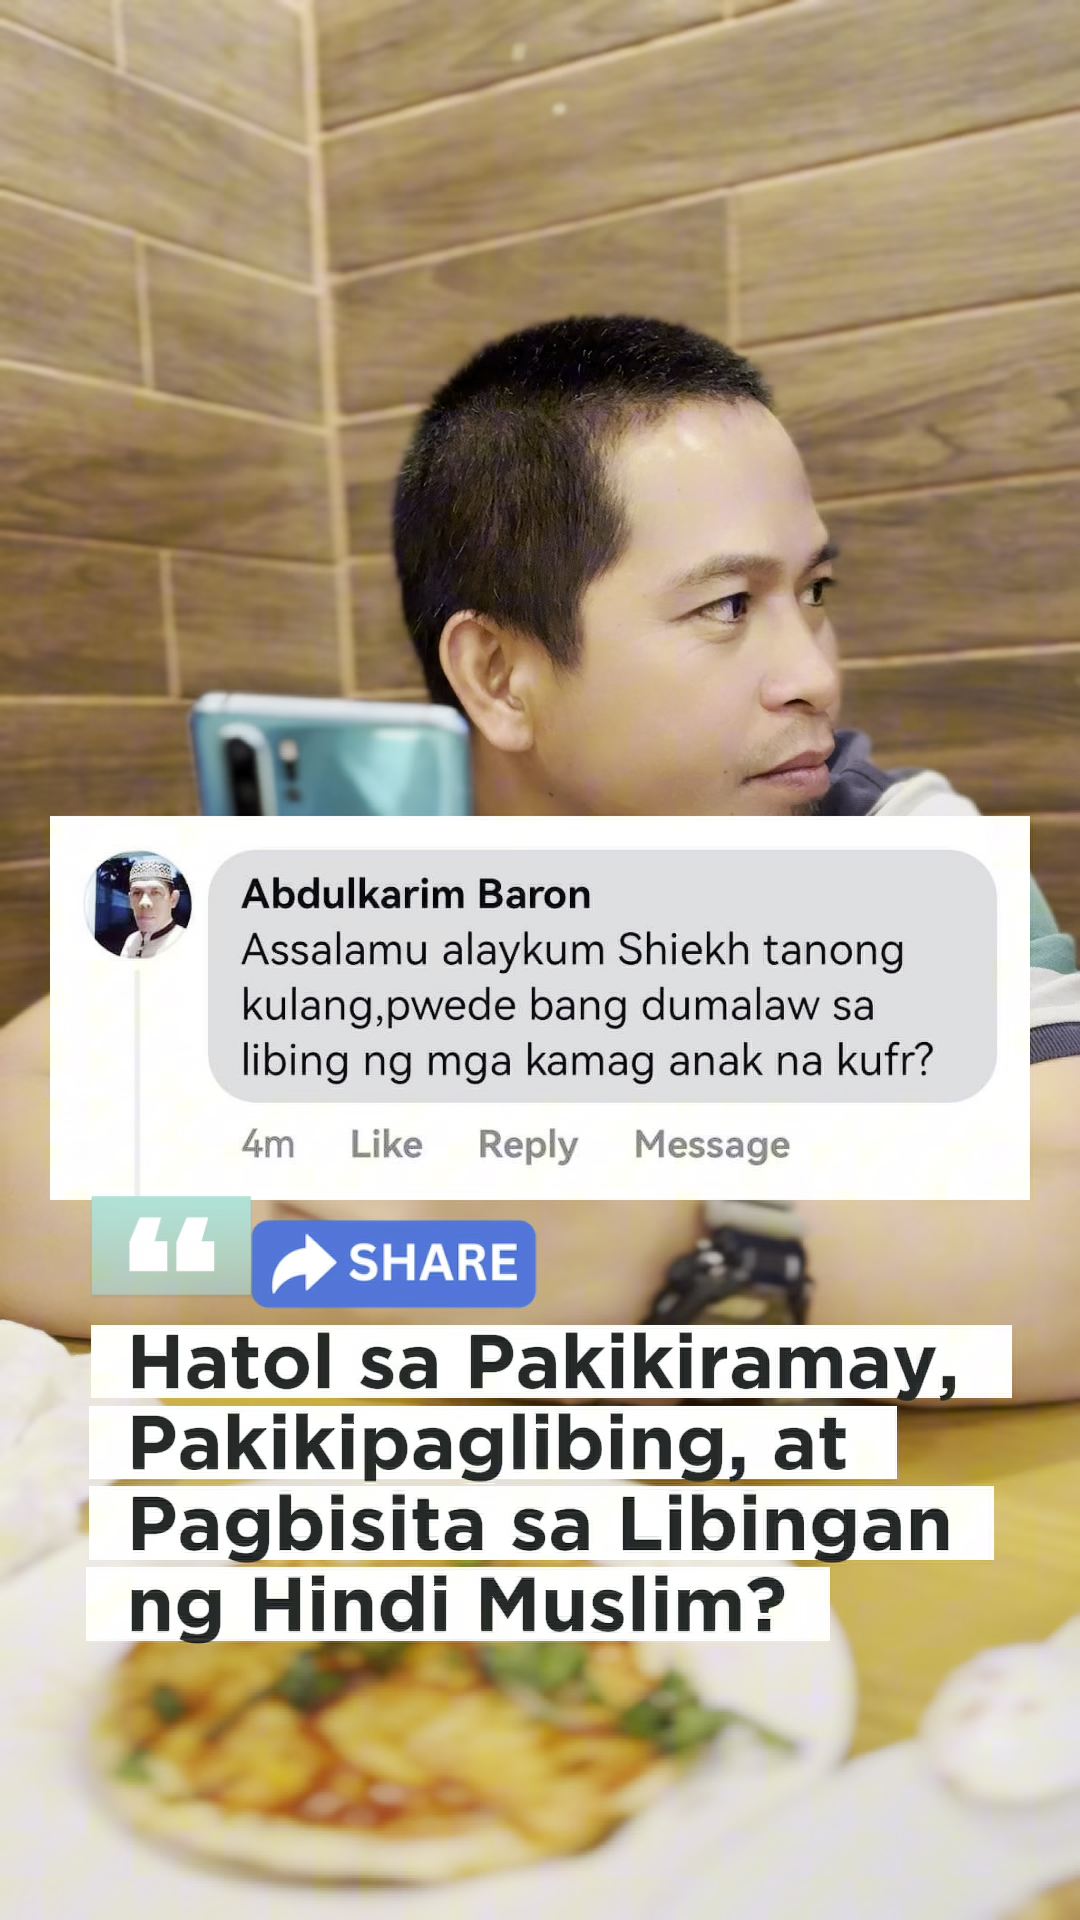 Abdulkarim Baron
Assalamu alaykum Shiekh tanong
kulang,pwede bang dumalaw sa
libing ng mga kamag anak na kufr?
4m Like Reply Message
“
SHARE
Hatol sa Pakikiramay,
Pakikipaglibing, at
Pagbisita sa Libingan
ng Hindi Muslim?